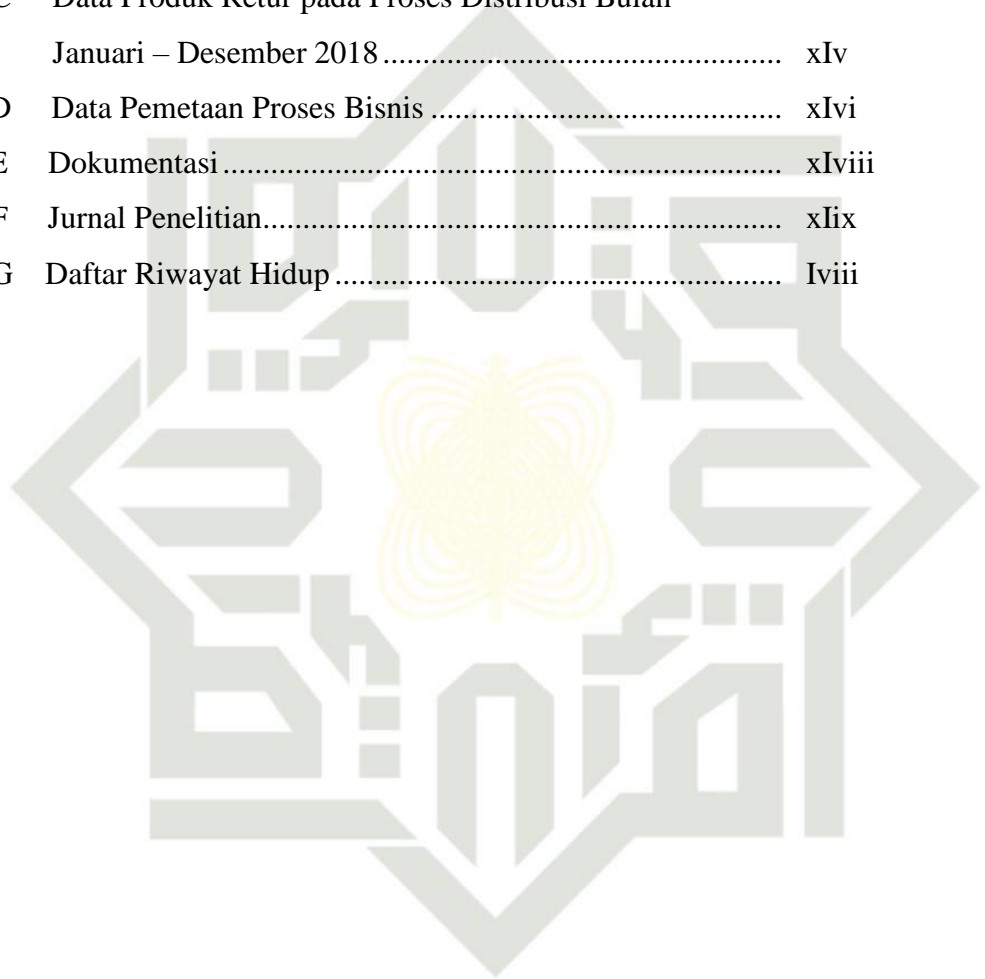 C Data Produk Retur pada Proses Distribusi Bulan
Januari – Desember 2018 ................................................. xIv
D Data Pemetaan Proses Bisnis ........................................... xIvi
E Dokumentasi .................................................................... xIviii
F Jurnal Penelitian............................................................... xIix
G Daftar Riwayat Hidup ...................................................... Iviii